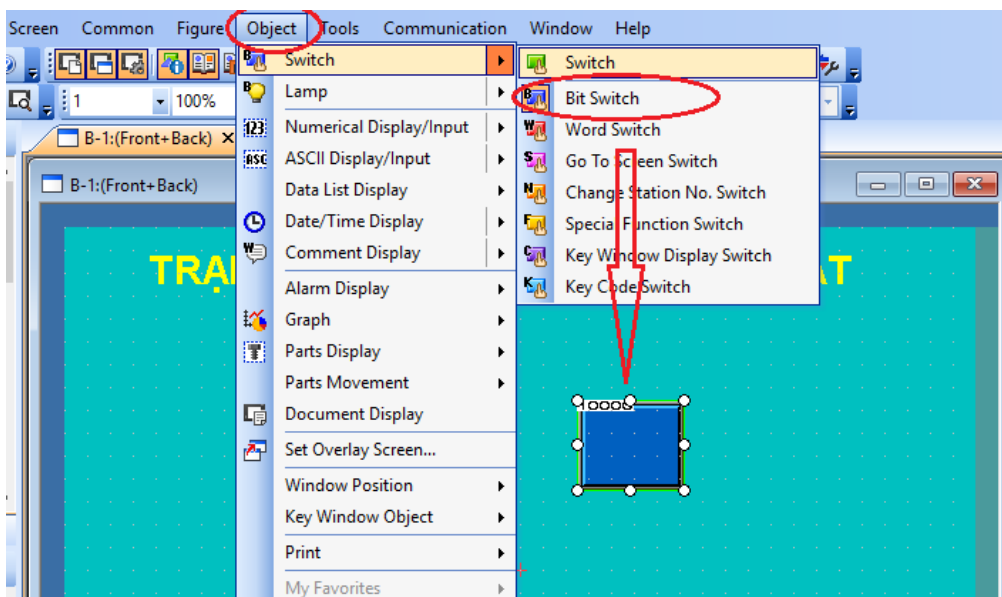 Screen Common Figure Object Tools Communication Window Help
1 100%
B-1:(Front+Back)
B-1:(Front+Back)
Switch
Lamp
Numerical Display/Input
ASCII Display/Input
Data List Display
Date/Time Display
Comment Display
Alarm Display
Graph
Parts Display
Parts Movement
Document Display
Set Overlay Screen...
Window Position
Key Window Object
Print
My Favorites
Switch
Bit Switch
Word Switch
Go To Screen Switch
Change Station No. Switch
Special Function Switch
Key Window Display Switch
Key Code Switch